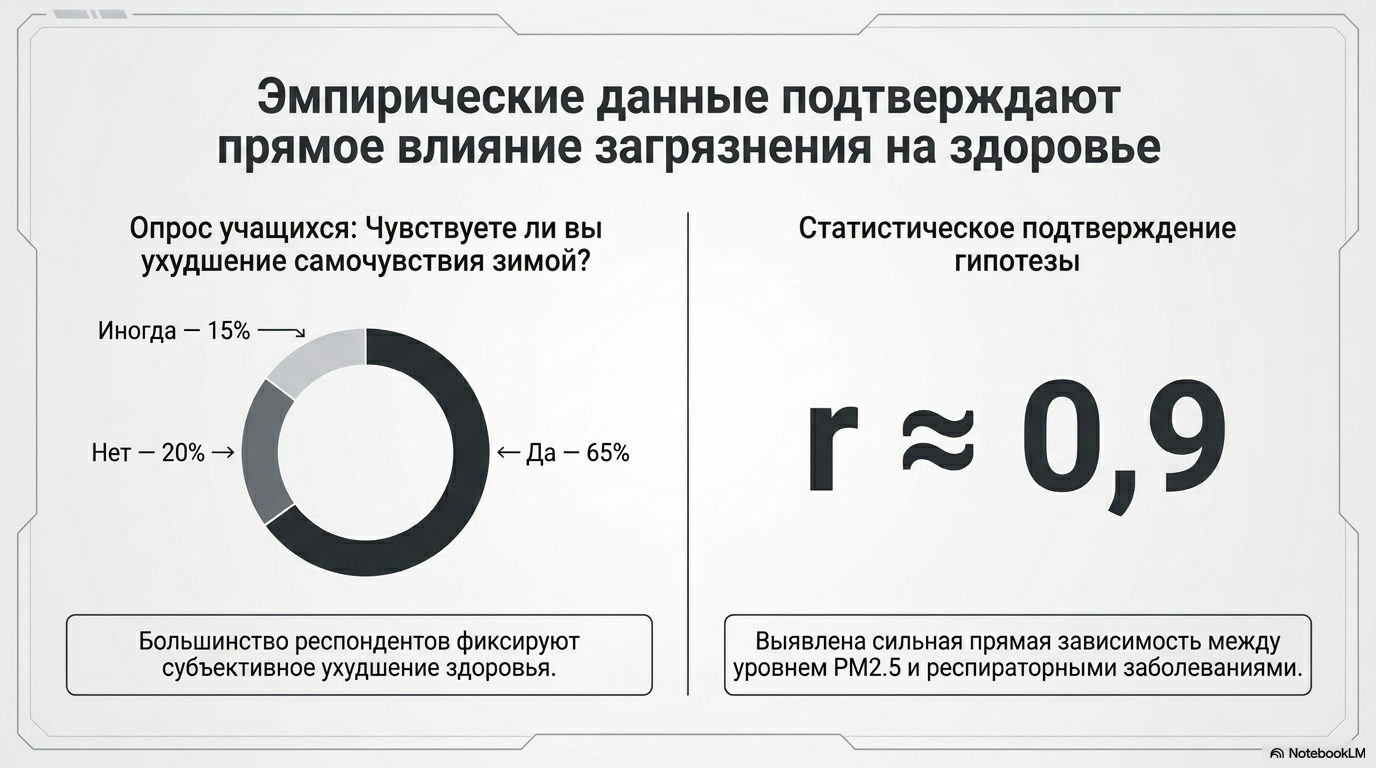 Эмпирические данные подтверждают
прямое влияние загрязнения на здоровье
Опрос учащихся: Чувствуете ли вы
ухудшение самочувствия зимой?
Иногда — 15%
Нет — 20%
Да — 65%
Большинство респондентов фиксируют
субъективное ухудшение здоровья.
Статистическое подтверждение
гипотезы
r ≈ 0,9
Выявлена сильная прямая зависимость между
уровнем PM2.5 и респираторными заболеваниями.
NotebookLM